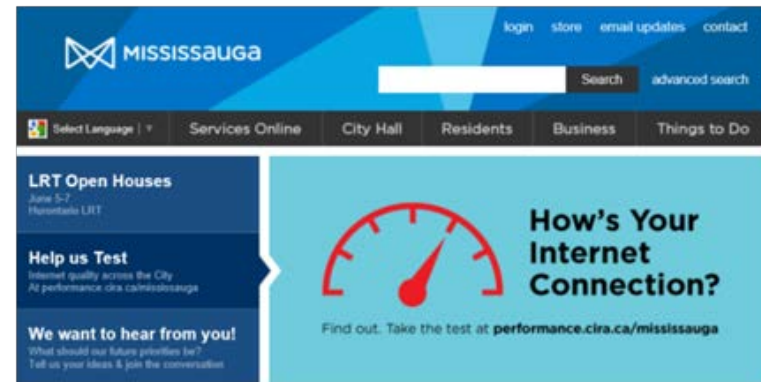 login store email updates contact
MISSISSAUGA
Search advanced search
Select Language | ▼ Services Online City Hall Residents Business Things to Do
LRT Open Houses
June 5-7
Hurontario LRT
Help us Test
Internet quality across the City
At performance.cira.ca/mississauga
We want to hear from you!
What should our future priorities be?
Tell us your ideas & join the conversation
How's Your
Internet
Connection?
Find out. Take the test at performance.cira.ca/mississauga